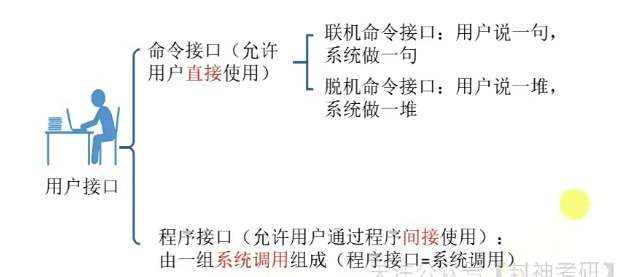 命令接口（允许
用户直接使用）
联机命令接口：用户说一句，
系统做一句
脱机命令接口：用户说一堆，
系统做一堆
用户接口
程序接口（允许用户通过程序间接使用）：
由一组系统调用组成（程序接口=系统调用）
【封神考研】